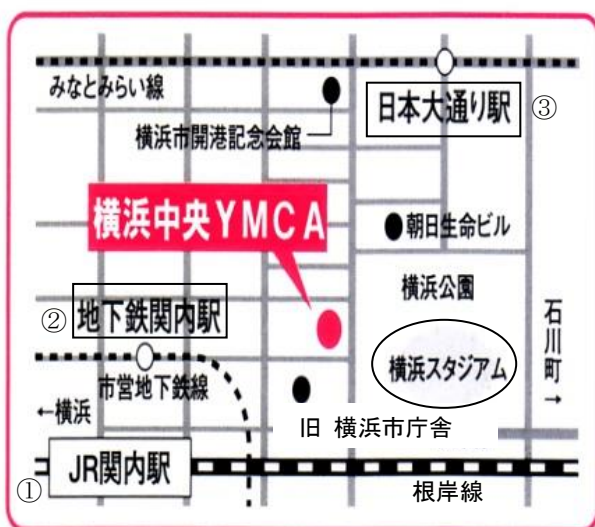 みなとみらい線
日本大通り駅 ③
横浜市開港記念会館
横浜中央YMCA
朝日生命ビル
横浜公園
② 地下鉄関内駅
石川町→
横浜スタジアム
市営地下鉄線
←横浜
旧 横浜市庁舎
① JR関内駅
根岸線